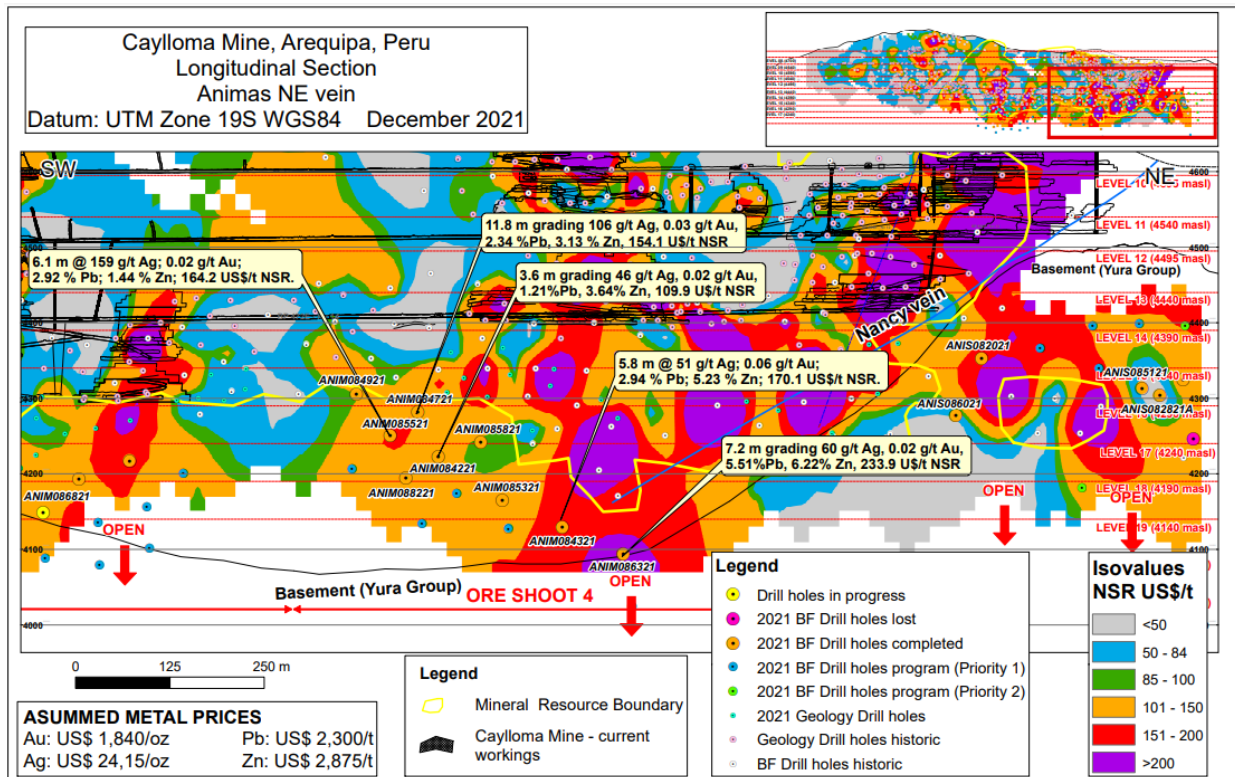 Caylloma Mine, Arequipa, Peru
Longitudinal Section
Animas NE vein
Datum: UTM Zone 19S WGS84 December 2021
SW
NE
4600
LEVEL 11 (4540 masl)
4500
4500
LEVEL 12 (4495 masl)
Basement (Yura Group)
LEVEL 13 (4440 masl)
4400
4400
LEVEL 14 (4390 masl)
11.8 m grading 106 g/t Ag, 0.03 g/t Au,
2.34 %Pb, 3.13 % Zn, 154.1 U$/t NSR
6.1 m @ 159 g/t Ag; 0.02 g/t Au;
2.92 % Pb; 1.44 % Zn; 164.2 US$/t NSR.
3.6 m grading 46 g/t Ag, 0.02 g/t Au,
1.21%Pb, 3.64% Zn, 109.9 U$/t NSR
Nancy vein
ANIS082021
5.8 m @ 51 g/t Ag; 0.06 g/t Au;
2.94 % Pb; 5.23 % Zn; 170.1 US$/t NSR.
ANIM084921
ANIS085121
4300
4300
ANIM084721
ANIS086021
ANIS082821A
ANIM085521
ANIM085821
7.2 m grading 60 g/t Ag, 0.02 g/t Au,
5.51%Pb, 6.22% Zn, 233.9 U$/t NSR
LEVEL 17 (4240 masl)
ANIM084221
4200
4200
ANIM086821
ANIM088221
ANIM085321
LEVEL 18 (4190 masl)
OPEN
OPEN
OPEN
LEVEL 19 (4140 masl)
ANIM084321
4100
4100
ANIM086321
OPEN
Basement (Yura Group)
ORE SHOOT 4
4000
4000
0 125 250 m
Legend
Mineral Resource Boundary
Caylloma Mine - current
workings
Legend
Drill holes in progress
2021 BF Drill holes lost
2021 BF Drill holes completed
2021 BF Drill holes program (Priority 1)
2021 BF Drill holes program (Priority 2)
2021 Geology Drill holes
Geology Drill holes historic
BF Drill holes historic
Isovalues
NSR US$/t
<50
50 - 84
85 - 100
101 - 150
151 - 200
>200
ASUMMED METAL PRICES
Au: US$ 1,840/oz Pb: US$ 2,300/t
Ag: US$ 24,15/oz Zn: US$ 2,875/t